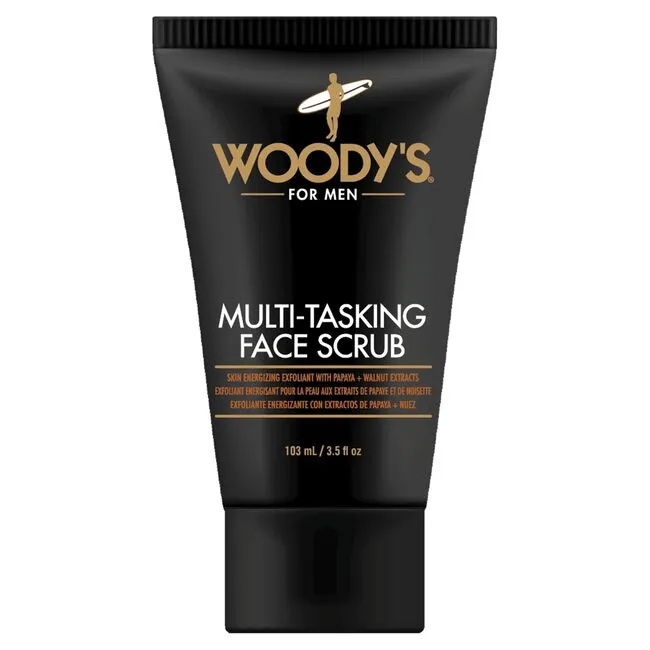 WOODY'S®
FOR MEN
MULTI-TASKING
FACE SCRUB
SKIN ENERGIZING EXFOLIANT WITH PAPAYA + WALNUT EXTRACTS
EXFOLIANT ENERGISANT POUR LA PEAU AUX EXTRAITS DE PAPAYE ET DE NOISETTE
EXFOLIANTE ENERGIZANTE CON EXTRACTOS DE PAPAYA + NUEZ
103 mL / 3.5 fl oz